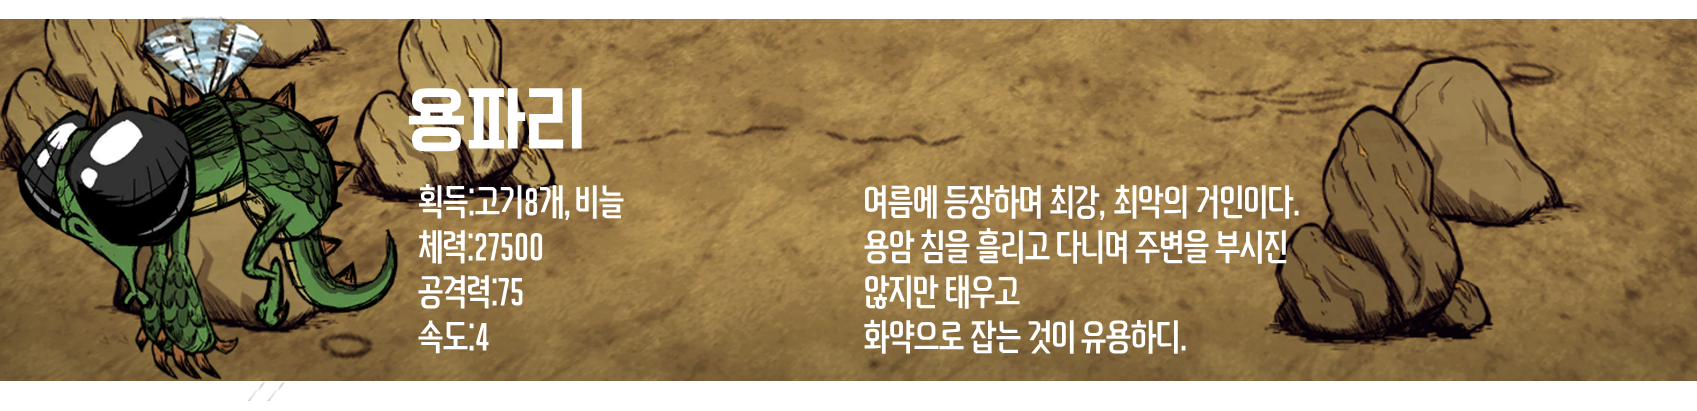 용파리
획득:고기8개, 비늘
체력:27500
공격력:75
속도:4
여름에 등장하며 최강, 최악의 거인이다.
용암 침을 흘리고 다니며 주변을 부시진
않지만 태우고
화약으로 잡는 것이 유용하디.